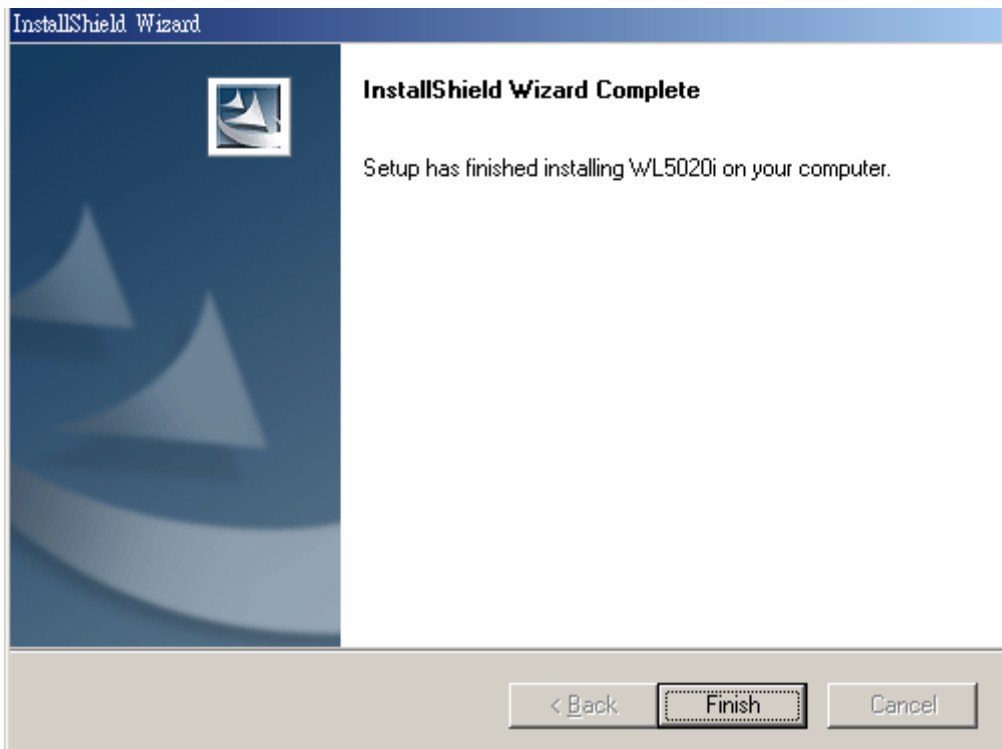 InstallShield Wizard
InstallShield Wizard Complete
Setup has finished installing WL5020i on your computer.
< Back
Finish
Cancel